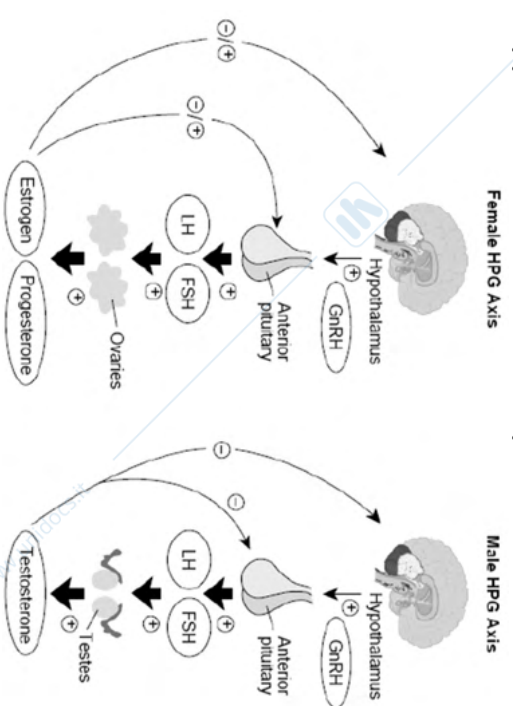 Female HPG Axis
Hypothalamus
GnRH
+
Anterior
pituitary
+
LH
FSH
+
Ovaries
+
Estrogen
Progesterone
−/+
−/+
Male HPG Axis
Hypothalamus
GnRH
+
Anterior
pituitary
+
LH
FSH
+
Testes
+
Testosterone
−
−